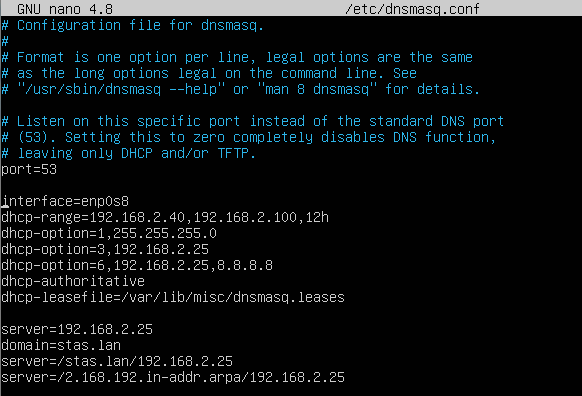 GNU nano 4.8 /etc/dnsmasq.conf
# Configuration file for dnsmasq.
#
# Format is one option per line, legal options are the same
# as the long options legal on the command line. See
# "/usr/sbin/dnsmasq --help" or "man 8 dnsmasq" for details.
# Listen on this specific port instead of the standard DNS port
# (53). Setting this to zero completely disables DNS function,
# leaving only DHCP and/or TFTP.
port=53
interface=enp0s8
dhcp-range=192.168.2.40,192.168.2.100,12h
dhcp-option=1,255.255.255.0
dhcp-option=3,192.168.2.25
dhcp-option=6,192.168.2.25,8.8.8.8
dhcp-authoritative
dhcp-leasefile=/var/lib/misc/dnsmasq.leases
server=192.168.2.25
domain=stas.lan
server=/stas.lan/192.168.2.25
server=/2.168.192.in-addr.arpa/192.168.2.25